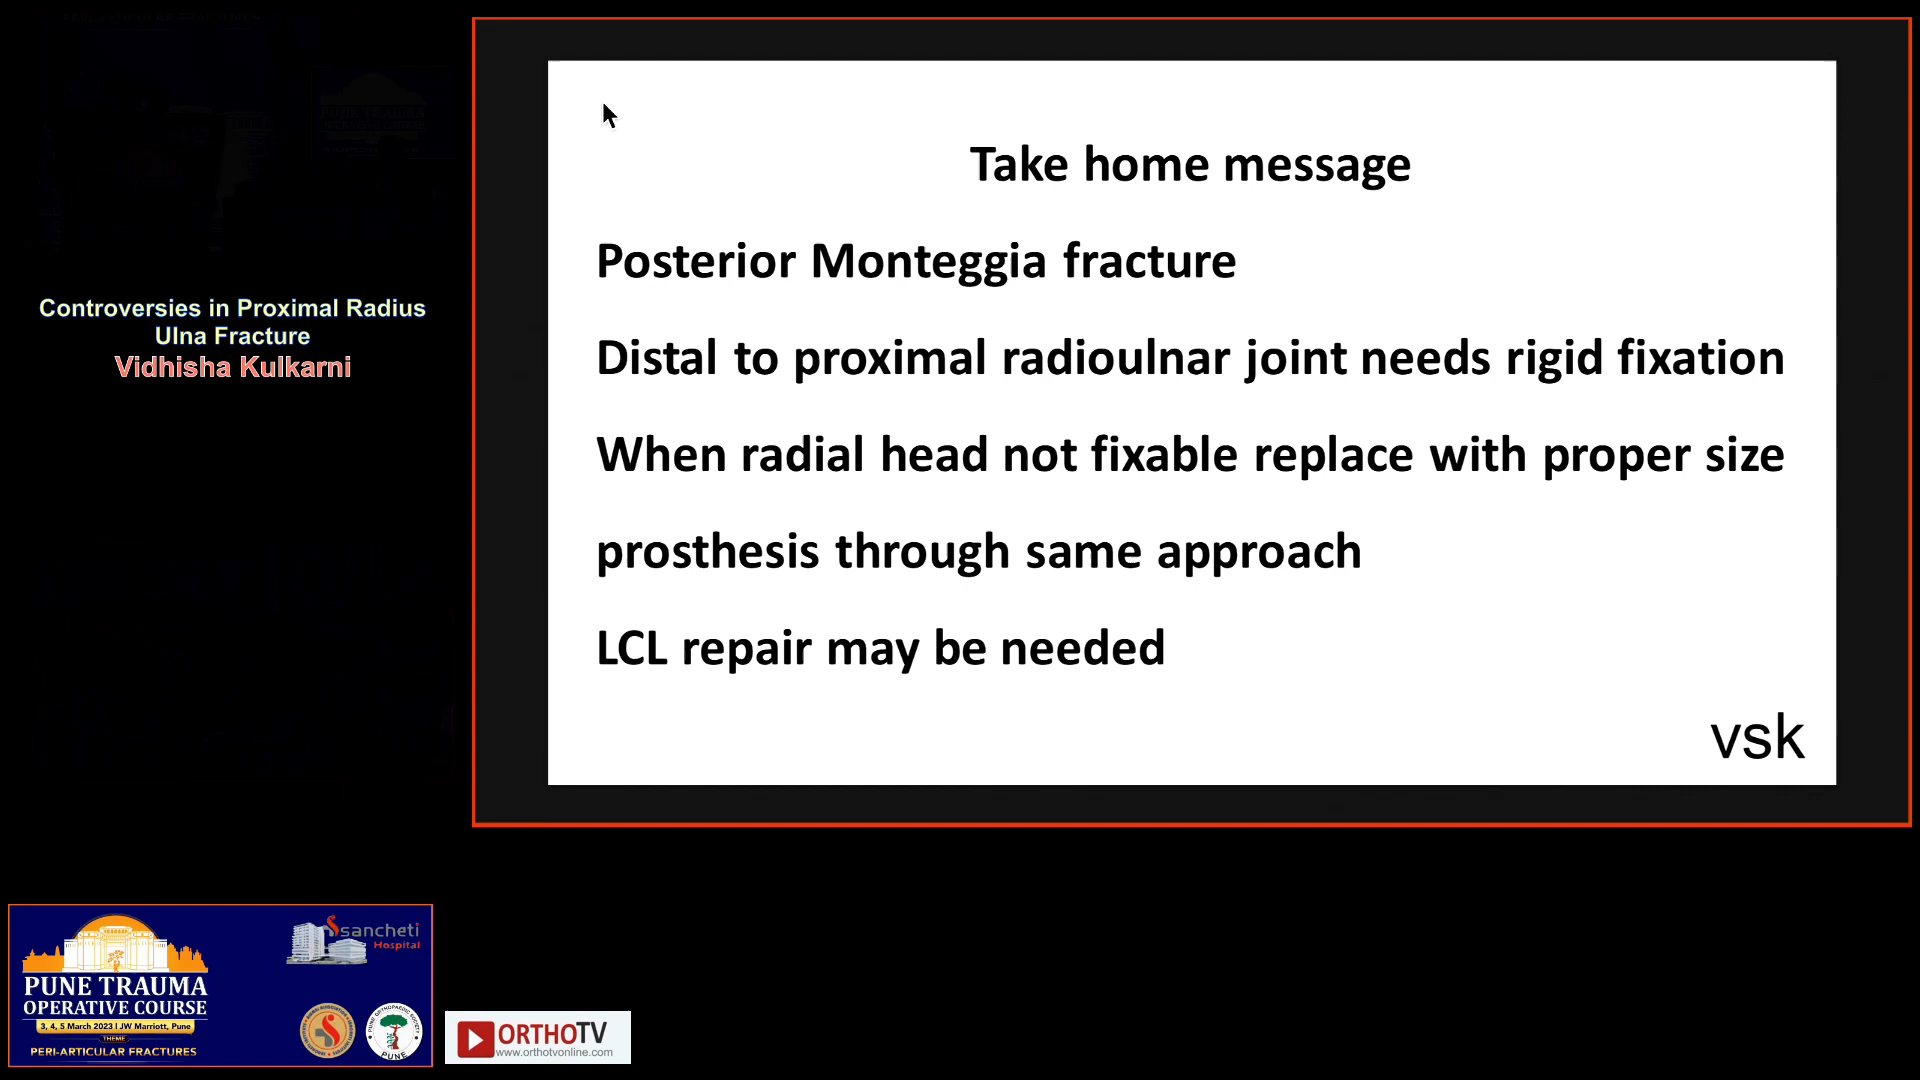 Controversies in Proximal Radius
Ulna Fracture
Vidhisha Kulkarni
Take home message
Posterior Monteggia fracture
Distal to proximal radioulnar joint needs rigid fixation
When radial head not fixable replace with proper size
prosthesis through same approach
LCL repair may be needed
vsk
PUNE TRAUMA
OPERATIVE COURSE
3, 4, 5 March 2023 | JW Marriott, Pune
THEME
PERI-ARTICULAR FRACTURES
sancheti
Hospital
PUNE
ORTHOTV
www.orthotvonline.com